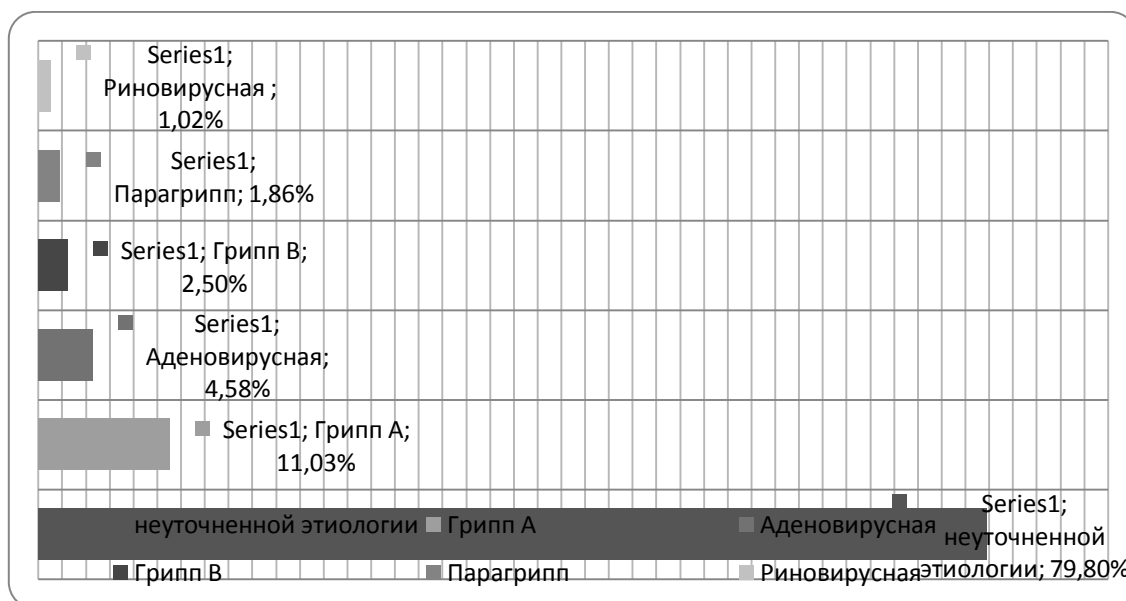 Series1;
Риновирусная ;
1,02%
Series1;
Парагрипп; 1,86%
Series1; Грипп В;
2,50%
Series1;
Аденовирусная;
4,58%
Series1; Грипп А;
11,03%
Series1;
неуточненной
этиологии; 79,80%
неуточненной этиологии Грипп А Аденовирусная
Грипп В Парагрипп Риновирусная